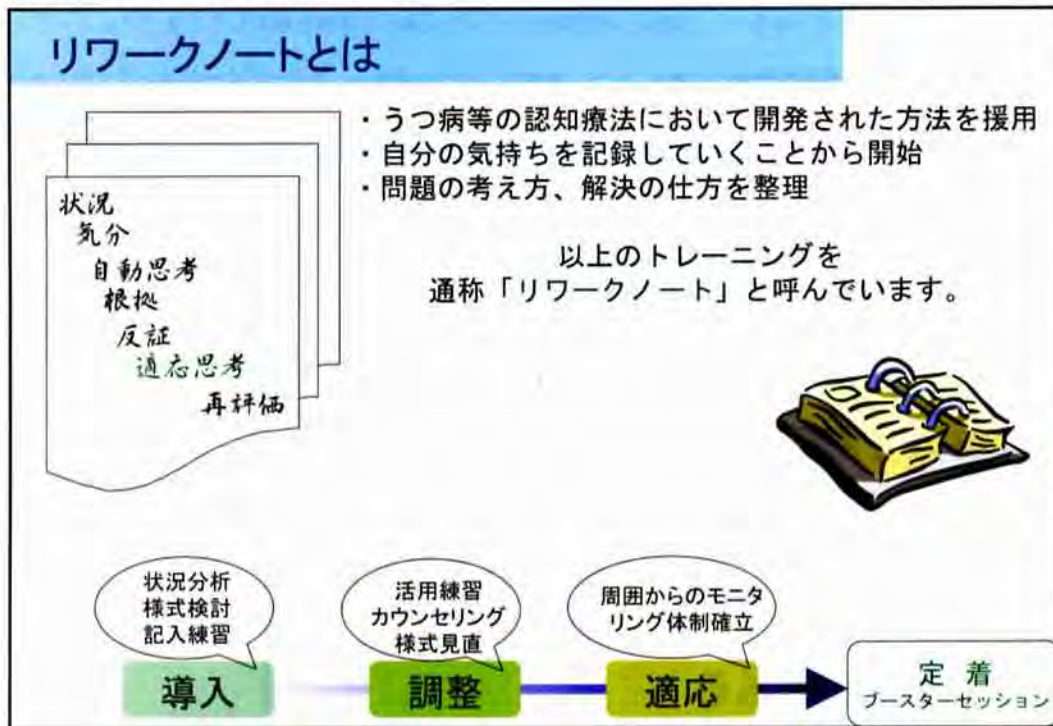 リワークノートとは
・うつ病等の認知療法において開発された方法を援用
・自分の気持ちを記録していくことから開始
・問題の考え方、解決の仕方を整理
以上のトレーニングを
通称「リワークノート」と呼んでいます。
状況
気分
自動思考
根拠
反証
適応思考
再評価
状況分析
様式検討
記入練習
導入
活用練習
カウンセリング
様式見直
調整
周囲からのモニタ
リング体制確立
適応
定 着
ブースターセッション